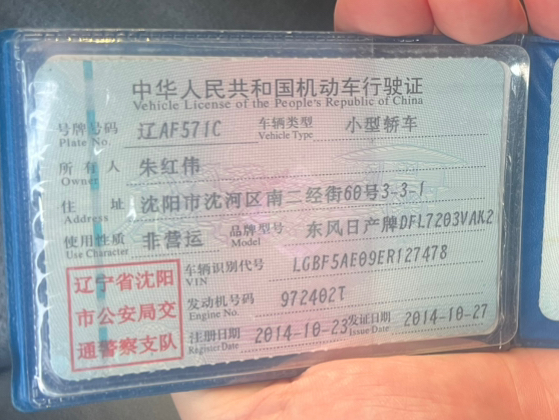 中华人民共和国机动车行驶证
Vehicle License of the People's Republic of China
号牌号码 辽AF571C 车辆类型 小型轿车
Plate No. Vehicle Type
所有人 朱红伟
Owner
住址 沈阳市沈河区南二经街60号3-3-1
Address
使用性质 非营运 品牌型号 东风日产牌DFL7203VAK2
Use Character Model
车辆识别代号 LGBF5AE09ER127478
VIN
发动机号码 972402T
Engine No.
注册日期 2014-10-23 发证日期 2014-10-27
Register Date Issue Date
辽宁省沈阳
市公安局交
通警察支队